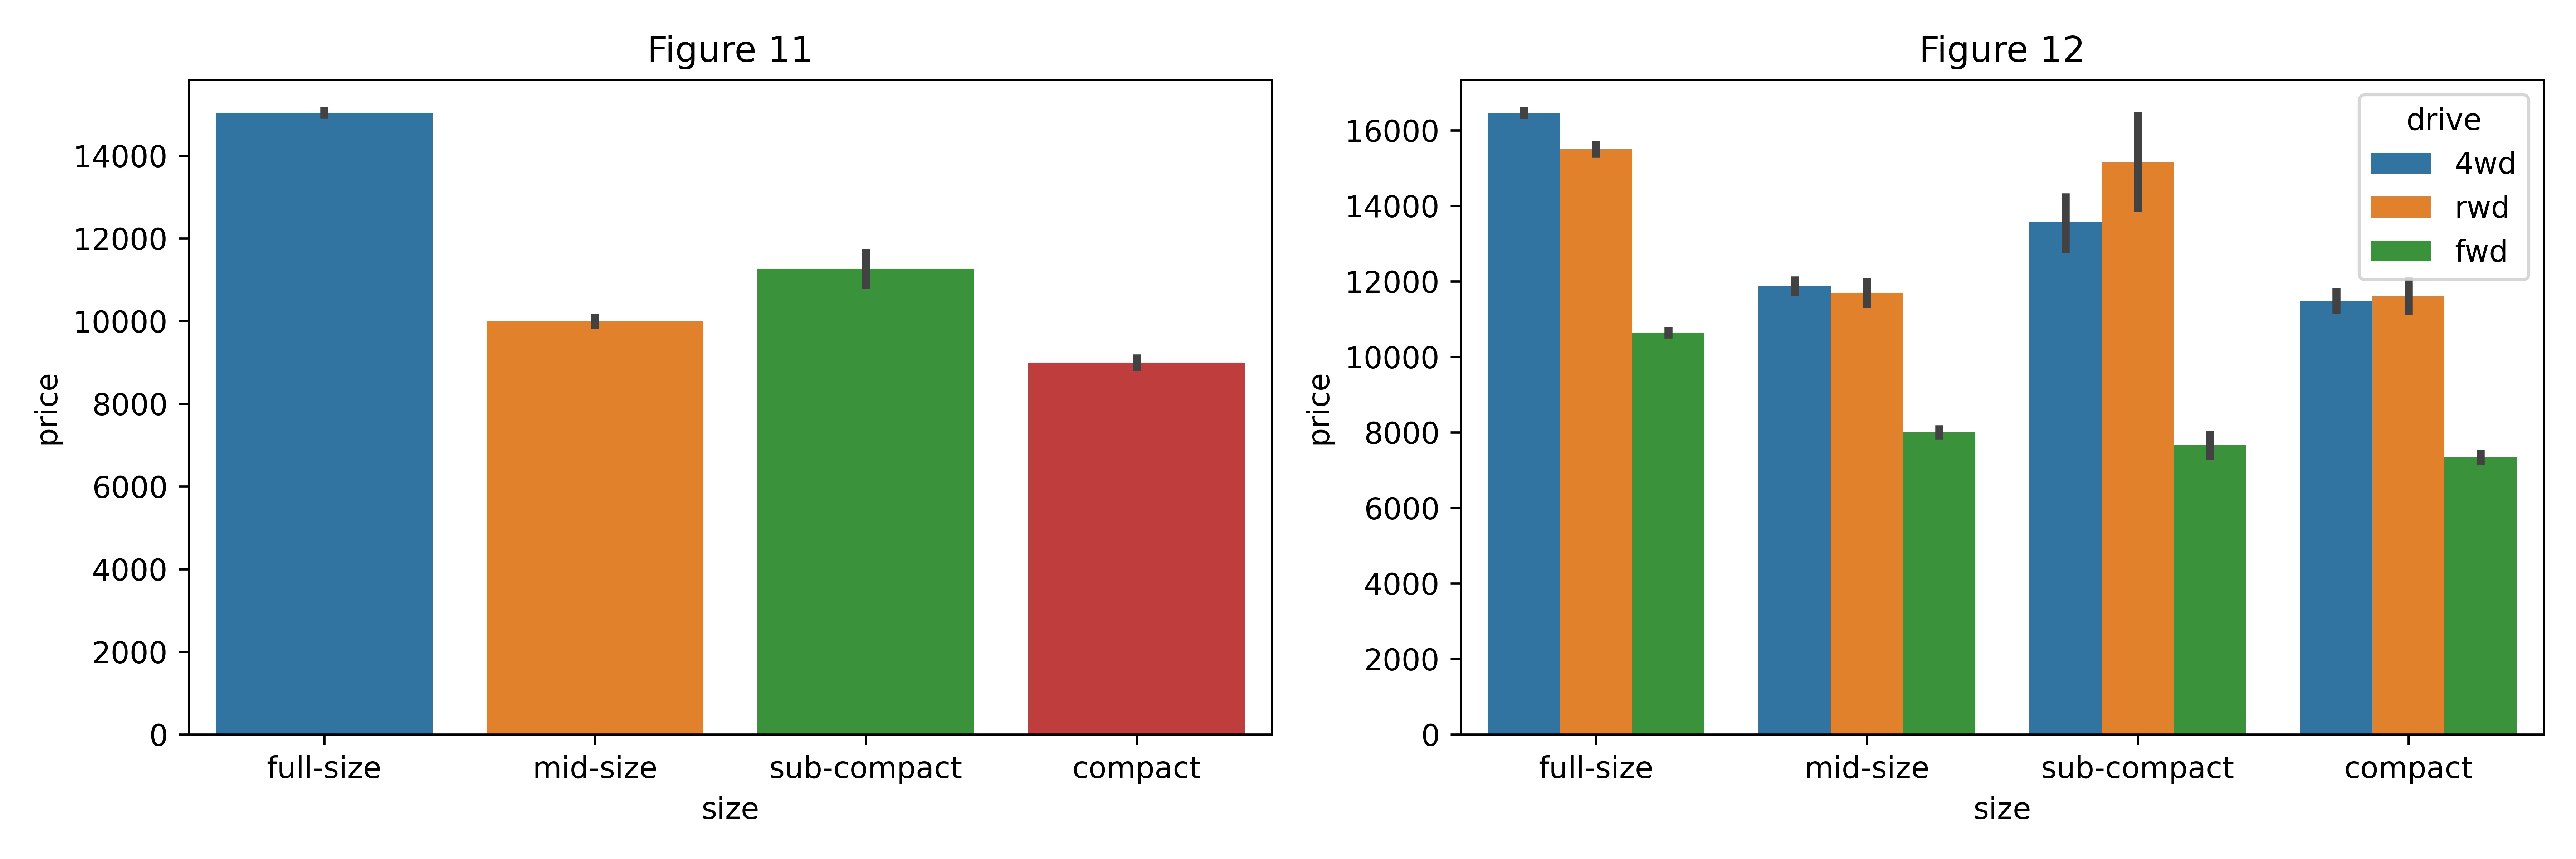 Figure 11
14000
12000
10000
8000
6000
4000
2000
0
price
full-size mid-size sub-compact compact
size
Figure 12
16000
14000
12000
10000
8000
6000
4000
2000
0
price
drive
4wd
rwd
fwd
full-size mid-size sub-compact compact
size